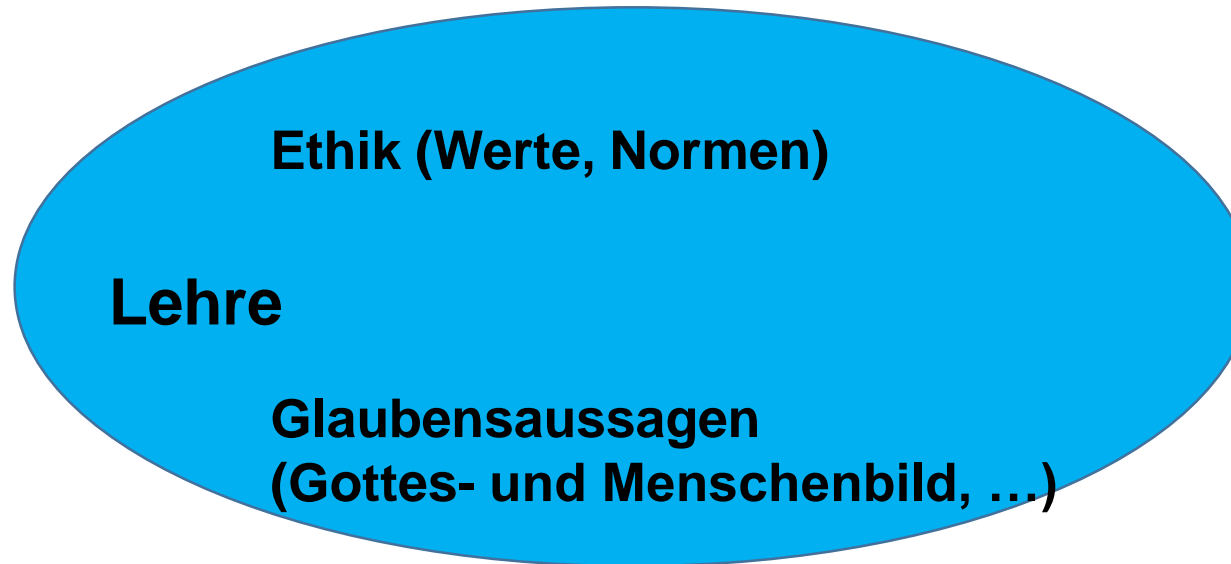 Ethik (Werte, Normen)
Lehre
Glaubensaussagen
(Gottes- und Menschenbild, …)